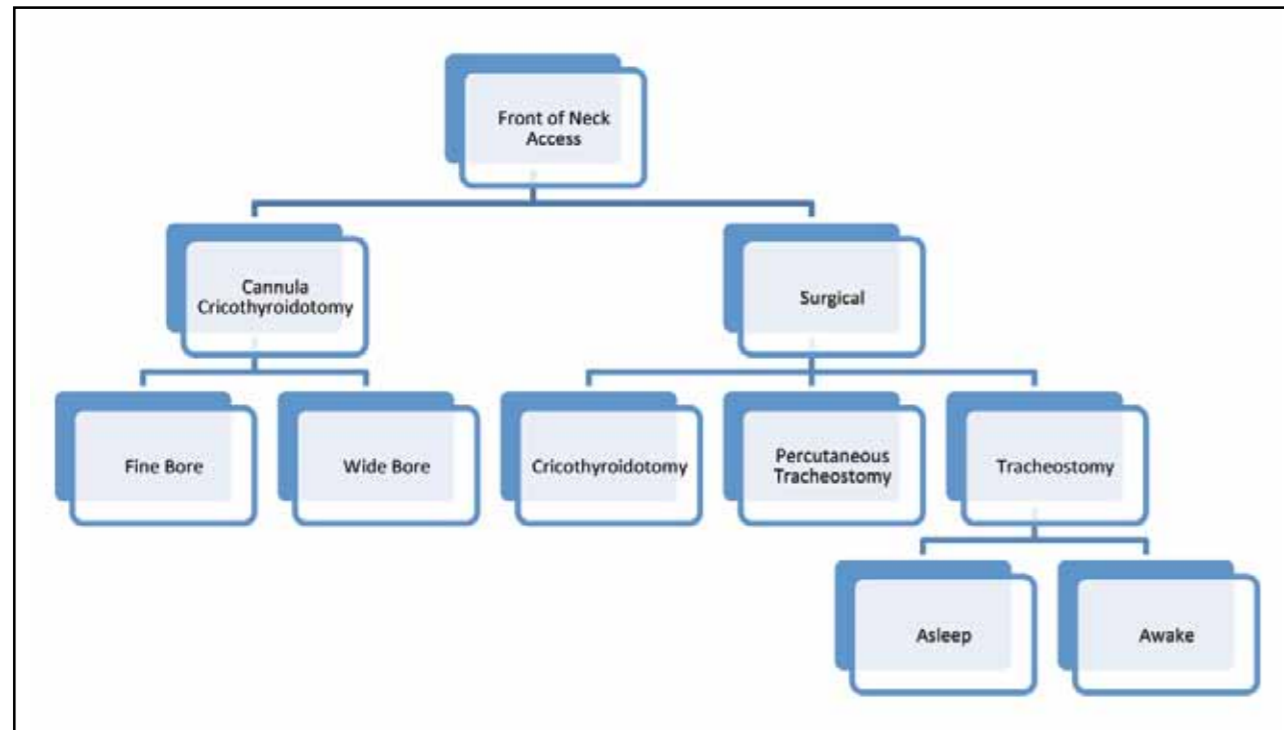 Front of Neck
Access
Cannula
Cricothyroidotomy
Surgical
Fine Bore
Wide Bore
Cricothyroidotomy
Percutaneous
Tracheostomy
Tracheostomy
Asleep
Awake